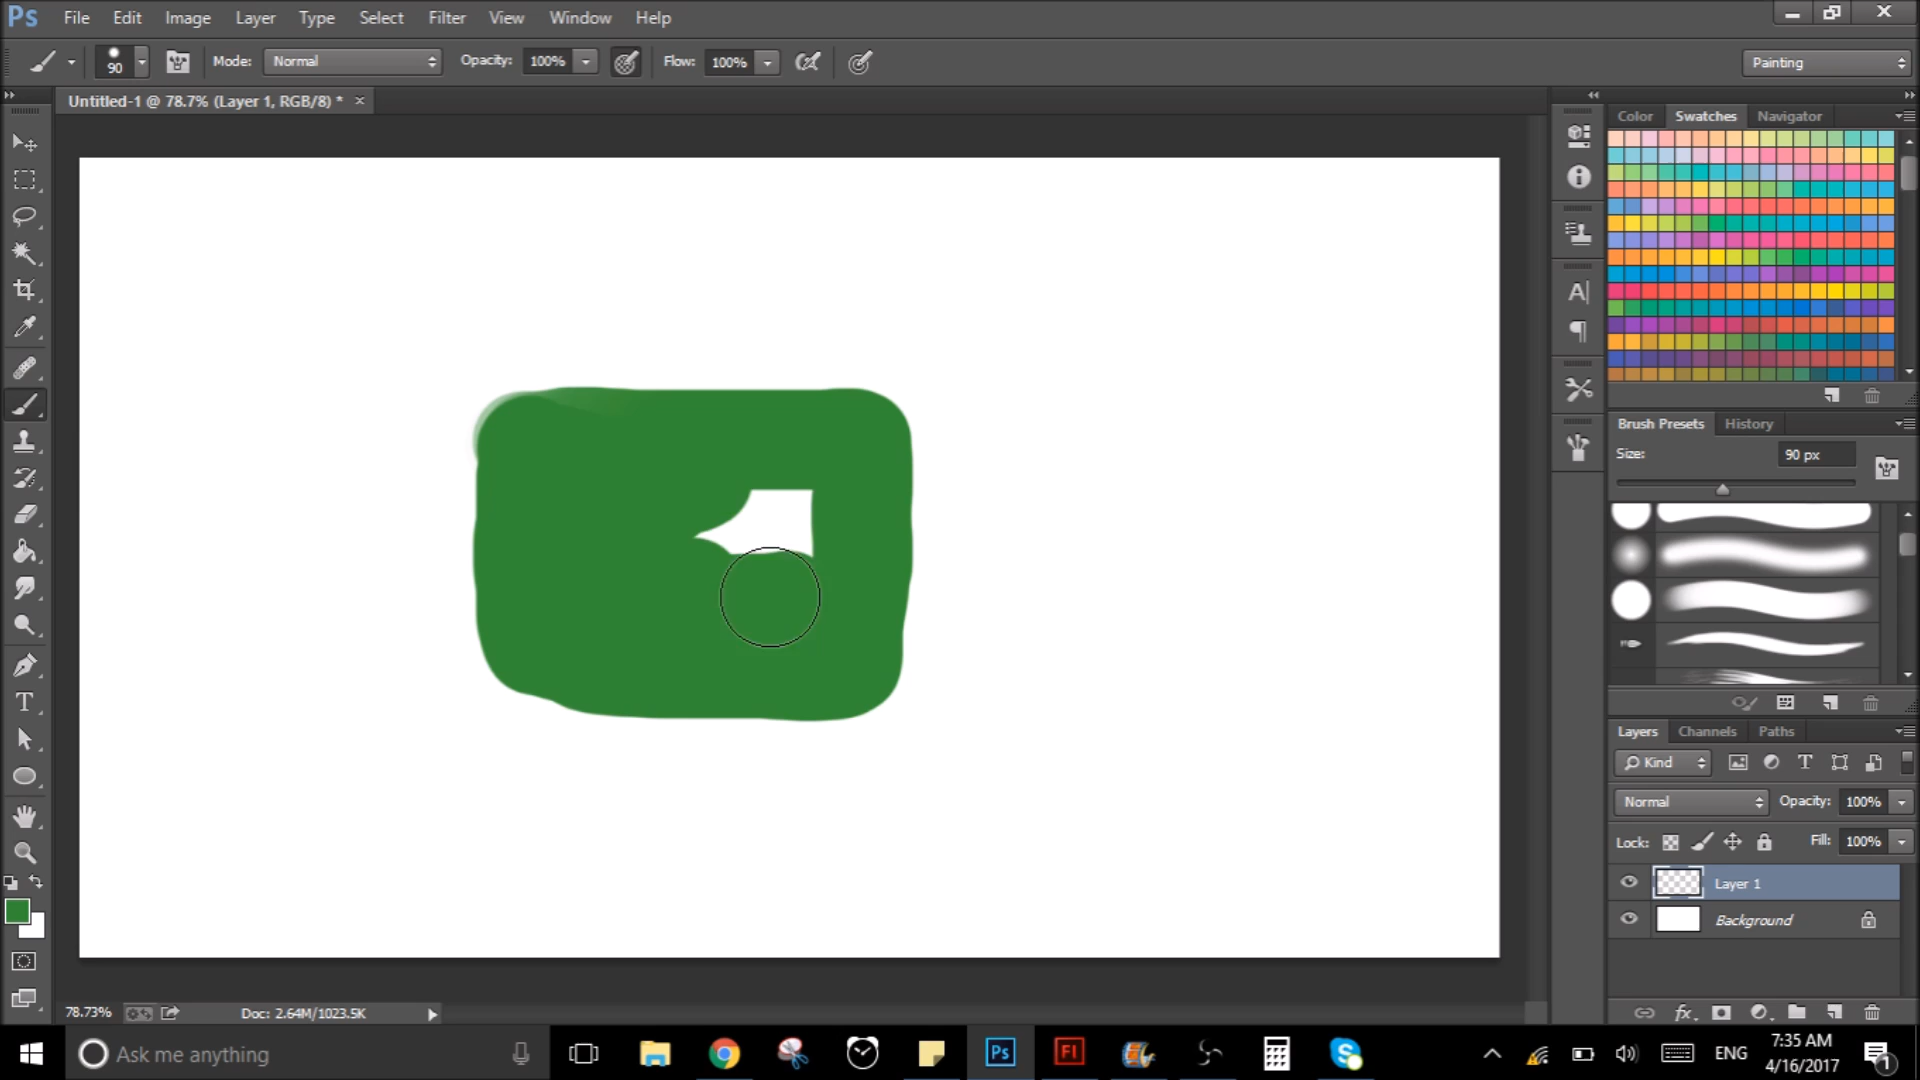 Ps File Edit Image Layer Type Select Filter View Window Help
90 Mode: Normal Opacity: 100% Flow: 100% Painting
Untitled-1 @ 78.7% (Layer 1, RGB/8) * ×
Color Swatches Navigator
Brush Presets History
Size: 90 px
Layers Channels Paths
Kind
Normal Opacity: 100%
Lock: Fill: 100%
Layer 1
Background
78.73% Doc: 2.64M/1023.5K
Ask me anything Ps Fl ENG 7:35 AM
4/16/2017 1